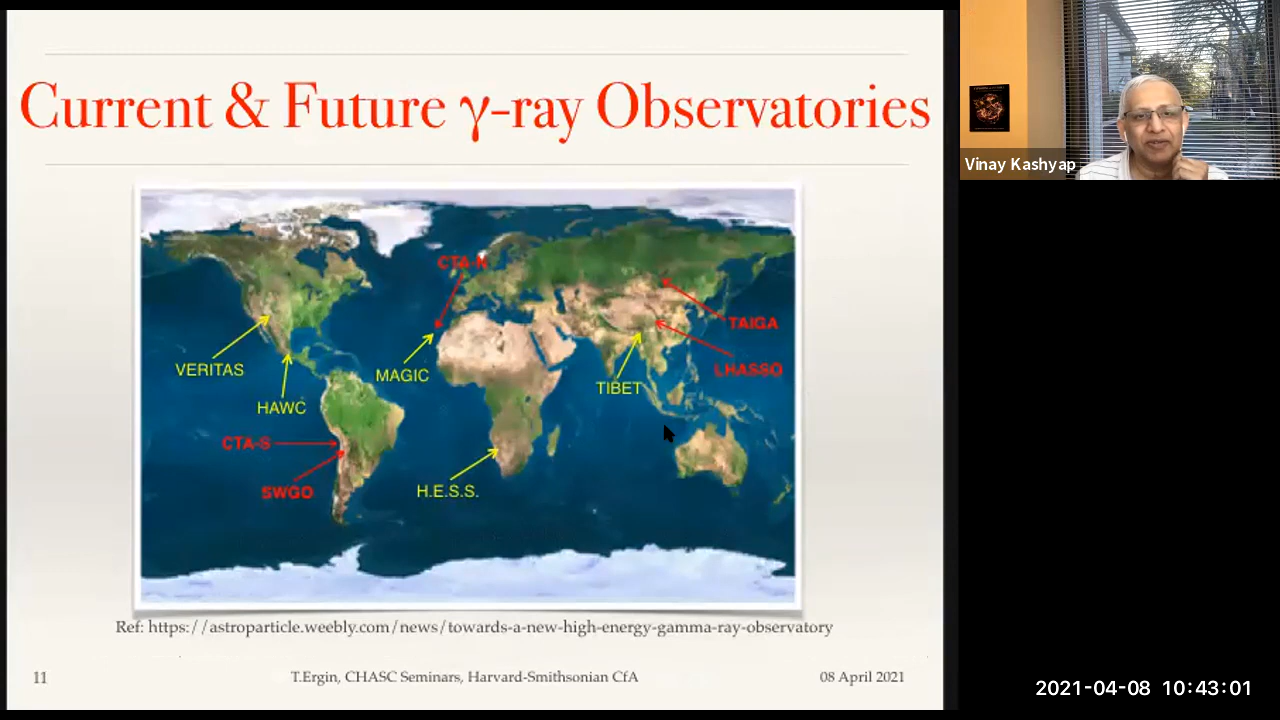 Current & Future γ-ray Observatories
CTA-N
TAIGA
VERITAS
MAGIC
LHASSO
TIBET
HAWC
CTA-S
SWGO
H.E.S.S.
Ref: https://astroparticle.weebly.com/news/towards-a-new-high-energy-gamma-ray-observatory
11
T.Ergin, CHASC Seminars, Harvard-Smithsonian CfA
08 April 2021
Vinay Kashyap
2021-04-08 10:43:01